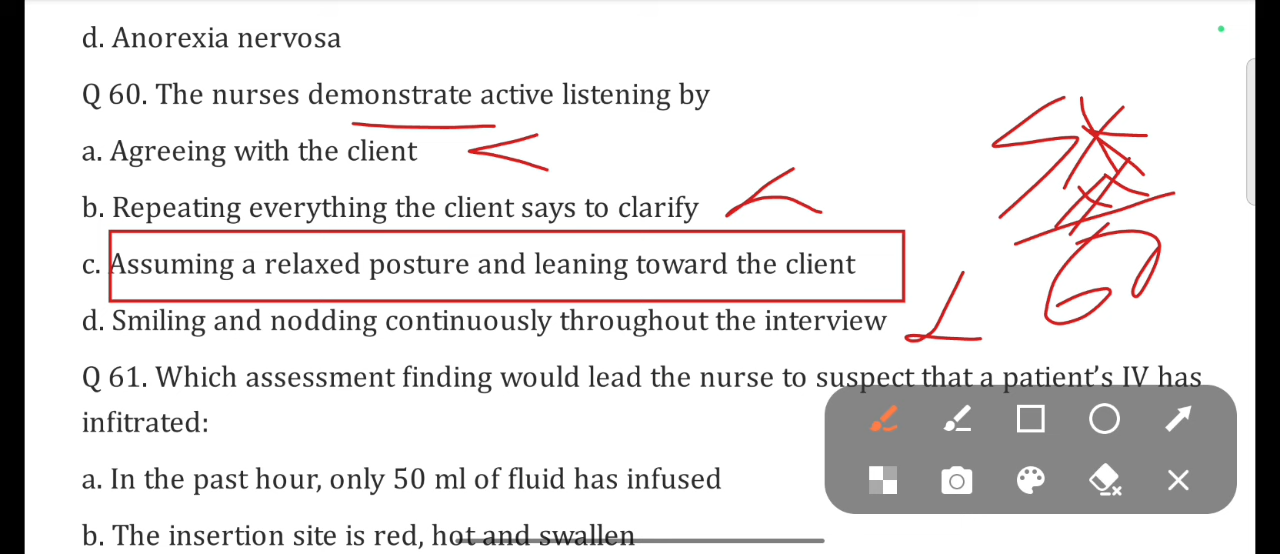 d. Anorexia nervosa
Q 60. The nurses demonstrate active listening by
a. Agreeing with the client
b. Repeating everything the client says to clarify
c. Assuming a relaxed posture and leaning toward the client
d. Smiling and nodding continuously throughout the interview
Q 61. Which assessment finding would lead the nurse to suspect that a patient's IV has
infitrated:
a. In the past hour, only 50 ml of fluid has infused
b. The insertion site is red, hot and swallen